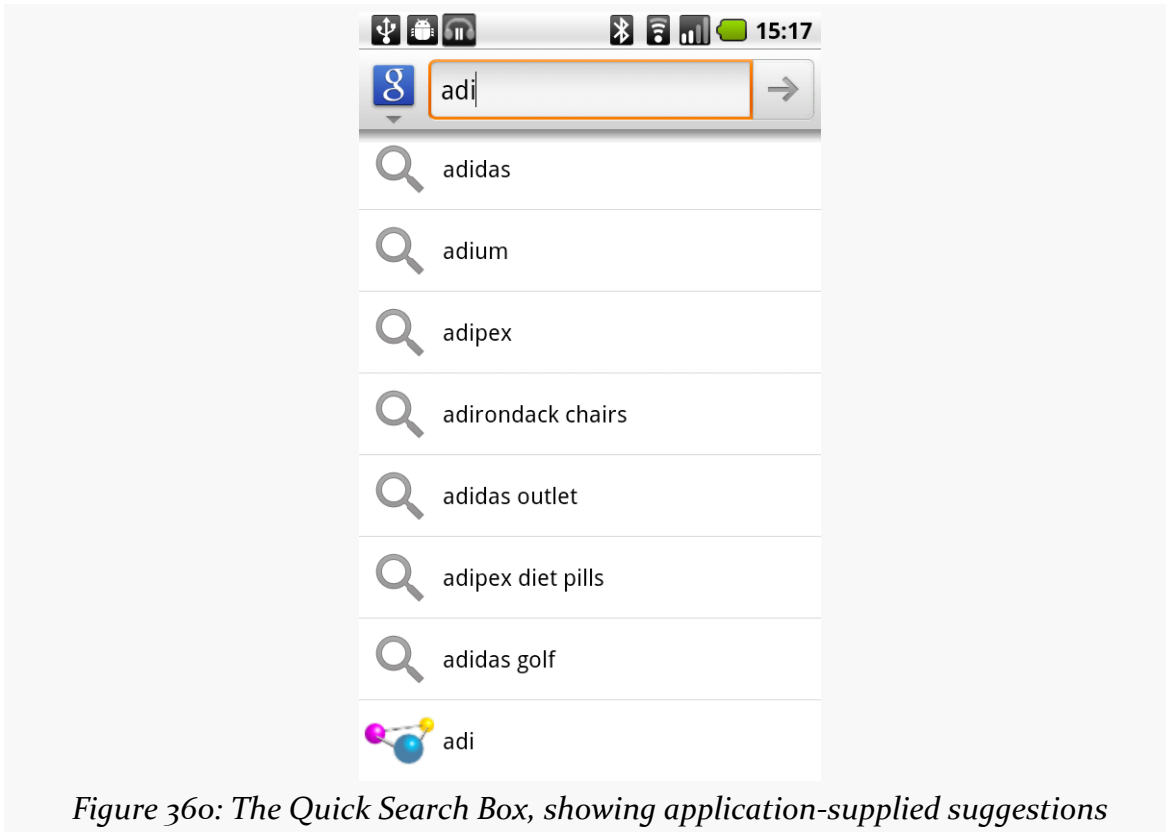 15:17
g
adi
adidas
adium
adipex
adirondack chairs
adidas outlet
adipex diet pills
adidas golf
adi
Figure 360: The Quick Search Box, showing application-supplied suggestions